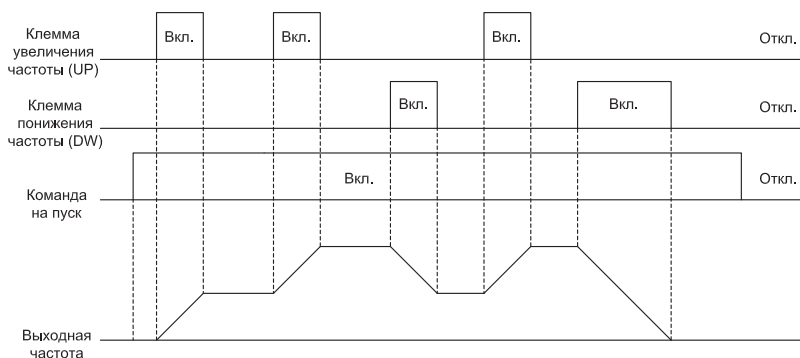 Клемма
увеличения
частоты (UP)
Вкл.
Вкл.
Вкл.
Откл.
Клемма
понижения
частоты (DW)
Вкл.
Вкл.
Откл.
Команда
на пуск
Вкл.
Откл.
Выходная
частота